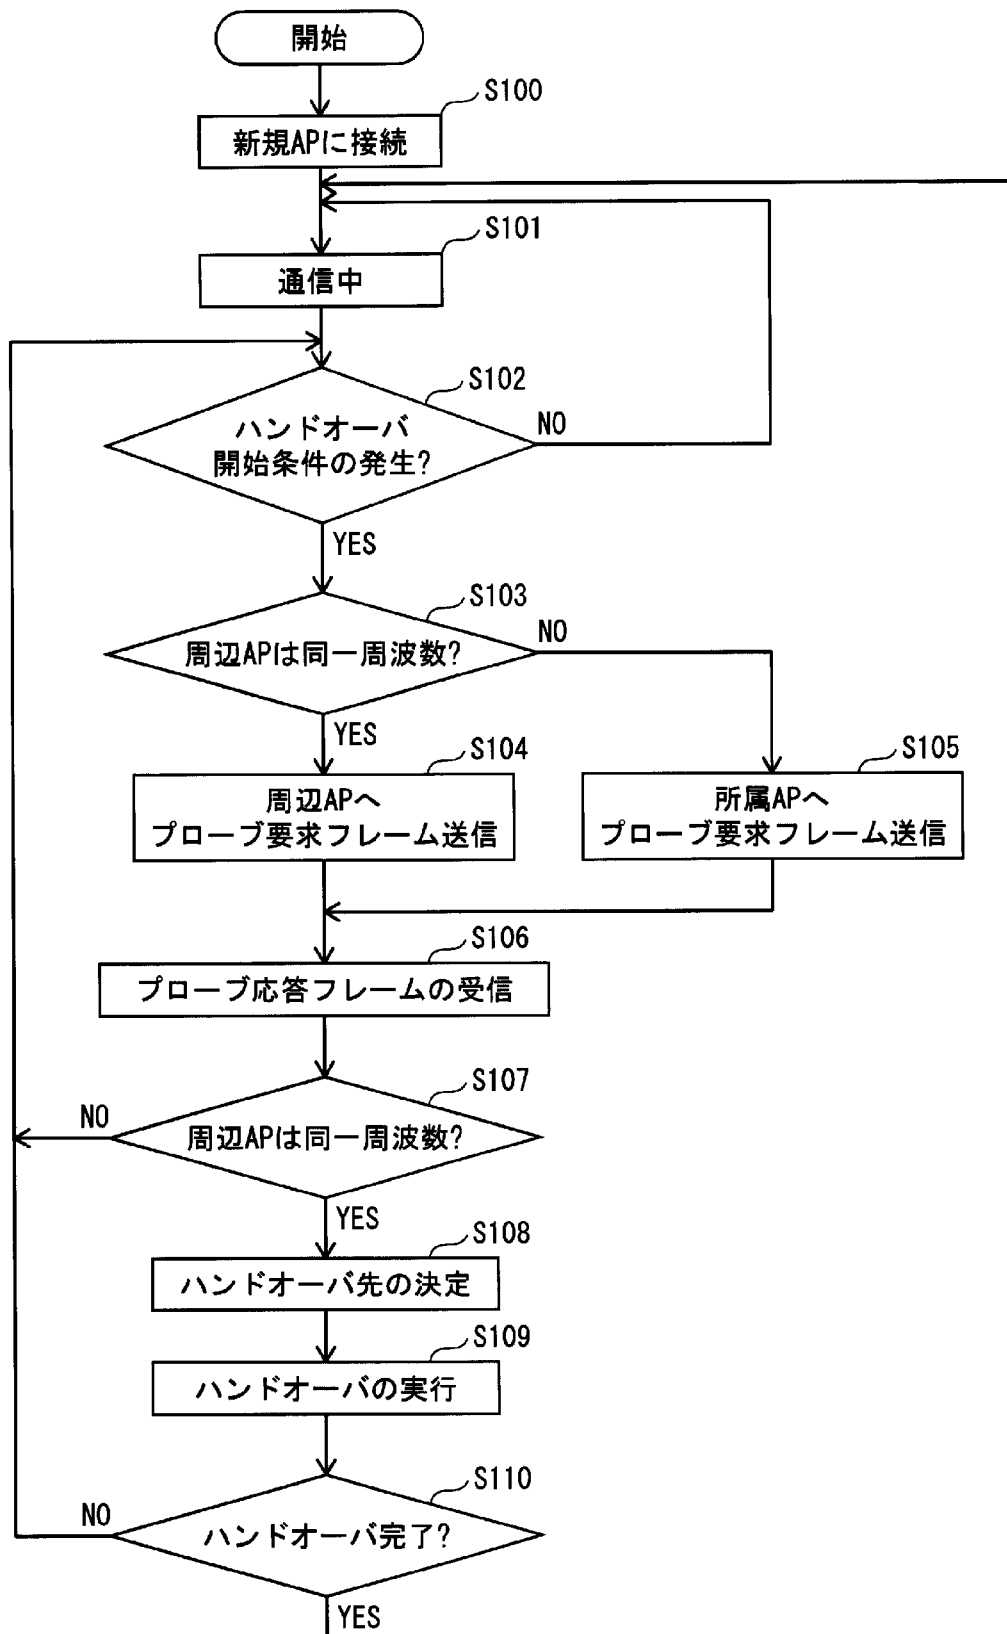 開始
S100
新規APに接続
S101
通信中
S102
ハンドオーバ
開始条件の発生?
NO
YES
S103
周辺APは同一周波数?
NO
YES
S104
周辺APへ
プローブ要求フレーム送信
S105
所属APへ
プローブ要求フレーム送信
S106
プローブ応答フレームの受信
S107
周辺APは同一周波数?
NO
YES
S108
ハンドオーバ先の決定
S109
ハンドオーバの実行
S110
ハンドオーバ完了?
NO
YES